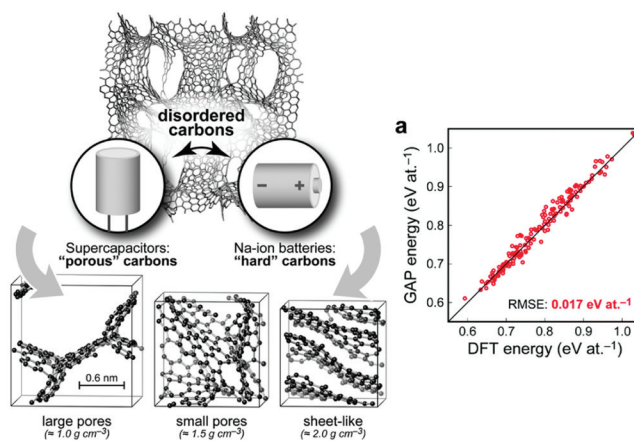 disordered
carbons
− +
Supercapacitors:
"porous" carbons
Na-ion batteries:
"hard" carbons
0.6 nm
large pores
(≈ 1.0 g cm⁻³)
small pores
(≈ 1.5 g cm⁻³)
sheet-like
(≈ 2.0 g cm⁻³)
a
GAP energy (eV at.⁻¹)
1.0
0.9
0.8
0.7
0.6
RMSE: 0.017 eV at.⁻¹
0.6 0.7 0.8 0.9 1.0
DFT energy (eV at.⁻¹)